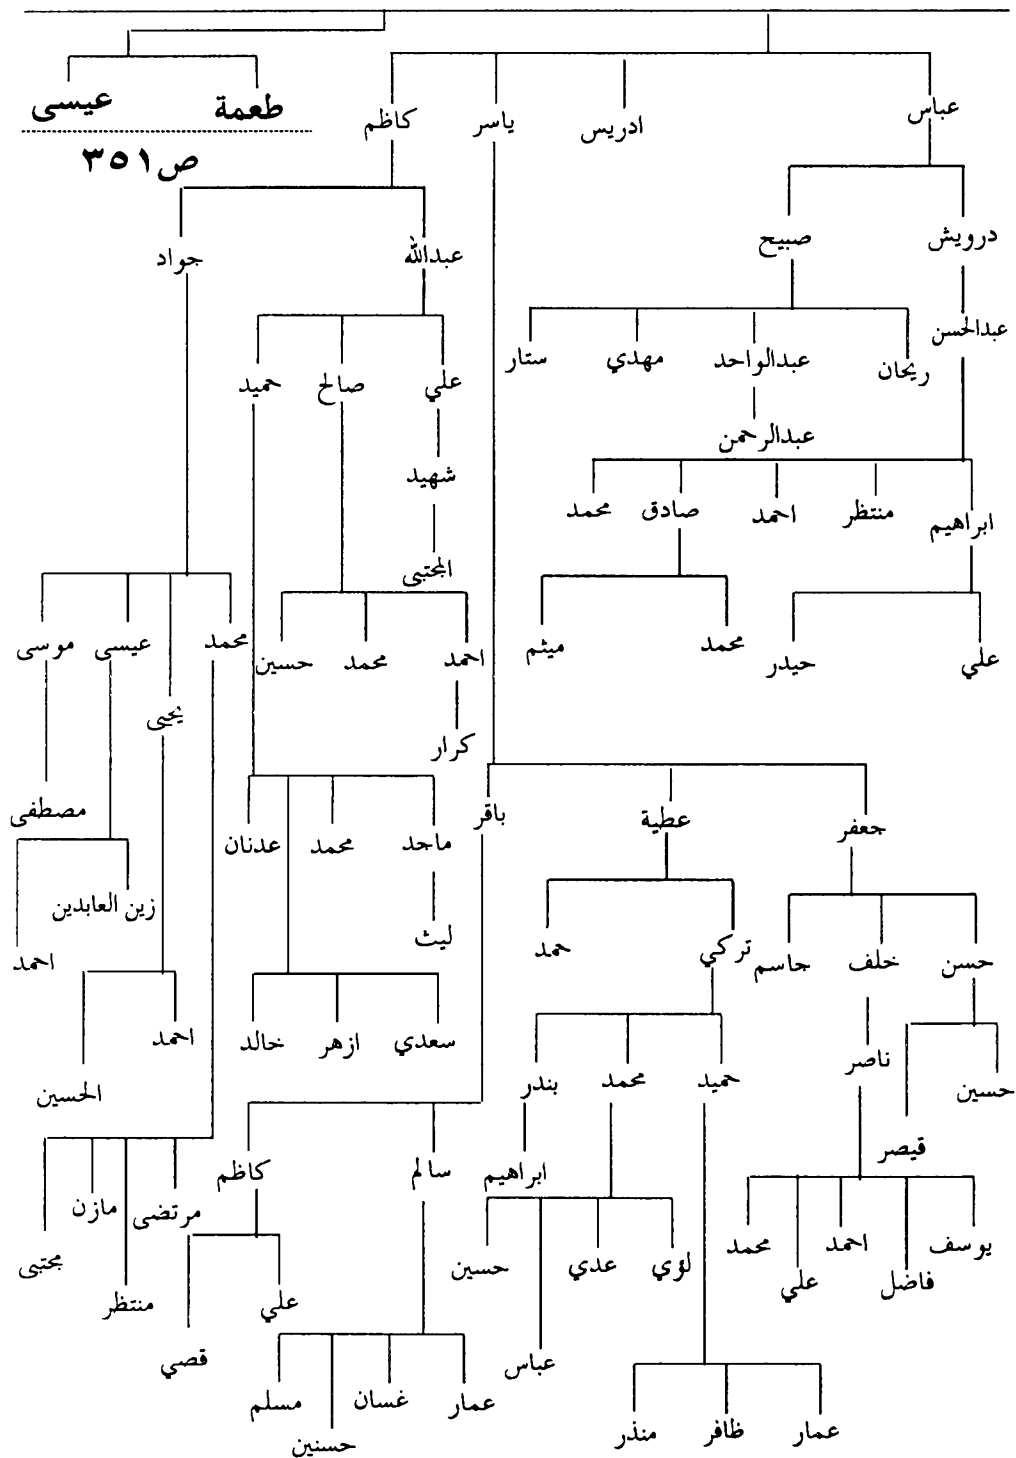 طعمة عيسى
ص٣٥١
عباس ادريس ياسر كاظم
درويش صبيح عبدالله جواد
عبدالحسن ريحان عبدالواحد مهدي ستار علي صالح حميد
عبدالرحمن
شهيد
ابراهيم منتظر احمد صادق محمد
المجتبى
علي حيدر محمد ميثم احمد محمد حسين محمد عيسى موسى
يحيى
كرار
جعفر عطية باقر مصطفى
ماجد محمد عدنان
زين العابدين
حسن خلف جاسم تركي حمد ليث احمد
سعدي ازهر خالد احمد
ناصر حسين حميد محمد بندر الحسين
قيصر ابراهيم سالم كاظم
مرتضى مازن
يوسف احمد محمد لؤي عدي حسين مجتبى
فاضل علي علي منتظر
عباس قصي
عمار غسان مسلم
عمار ظافر منذر حسنين